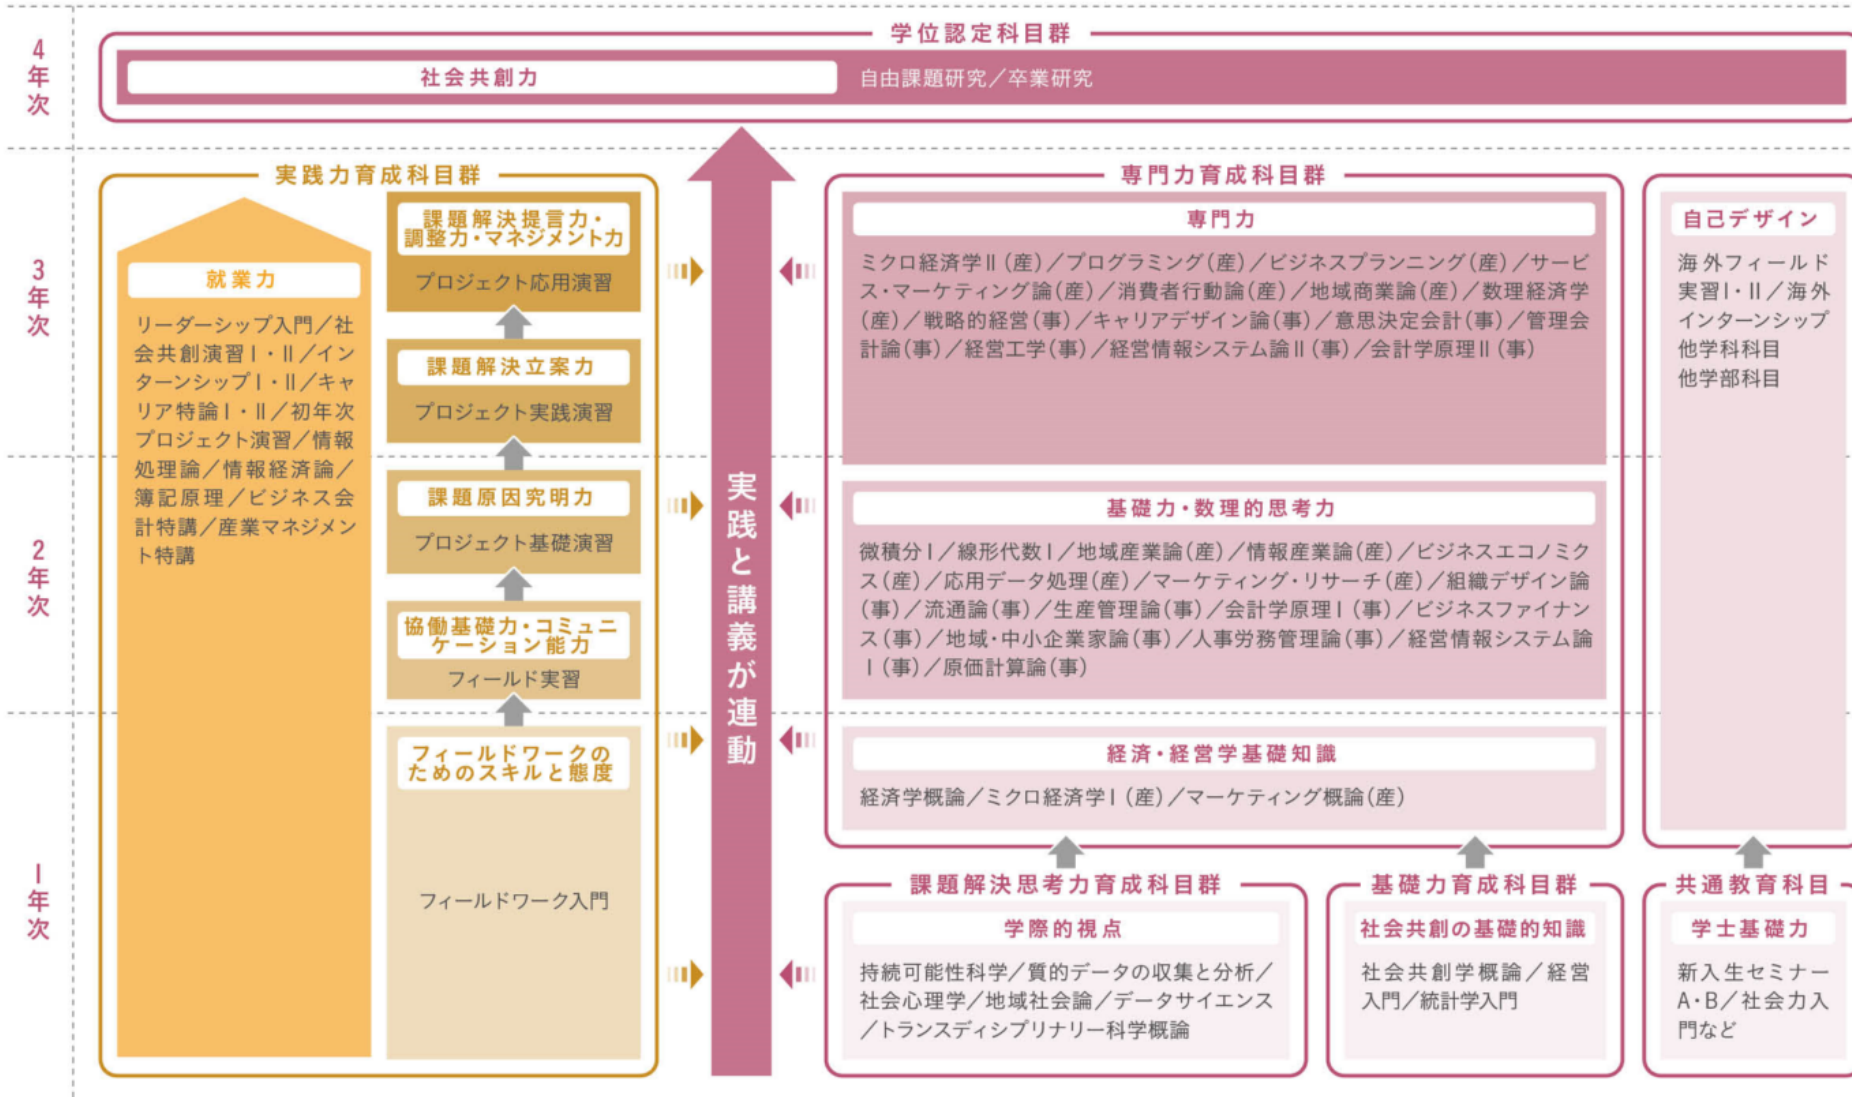 学位認定科目群
4年次
社会共創力
自由課題研究／卒業研究
3年次
2年次
1年次
実践力育成科目群
就業力
リーダーシップ入門／社
会共創演習Ⅰ・Ⅱ／イン
ターンシップⅠ・Ⅱ／キャ
リア特論Ⅰ・Ⅱ／初年次
プロジェクト演習／情報
処理論／情報経済論／
簿記原理／ビジネス会
計特講／産業マネジメン
ト特講
課題解決提言力・
調整力・マネジメント力
プロジェクト応用演習
課題解決立案力
プロジェクト実践演習
課題原因究明力
プロジェクト基礎演習
協働基礎力・コミュニ
ケーション能力
フィールド実習
フィールドワークの
ためのスキルと態度
フィールドワーク入門
実践と講義が連動
専門力育成科目群
専門力
ミクロ経済学Ⅱ(産)／プログラミング(産)／ビジネスプランニング(産)／サービ
ス・マーケティング論(産)／消費者行動論(産)／地域商業論(産)／数理経済学
(産)／戦略的経営(事)／キャリアデザイン論(事)／意思決定会計(事)／管理会
計論(事)／経営工学(事)／経営情報システム論Ⅱ(事)／会計学原理Ⅱ(事)
基礎力・数理的思考力
微積分Ⅰ／線形代数Ⅰ／地域産業論(産)／情報産業論(産)／ビジネスエコノミク
ス(産)／応用データ処理(産)／マーケティング・リサーチ(産)／組織デザイン論
(事)／流通論(事)／生産管理論(事)／会計学原理Ⅰ(事)／ビジネスファイナン
ス(事)／地域・中小企業家論(事)／人事労務管理論(事)／経営情報システム論
Ⅰ(事)／原価計算論(事)
経済・経営学基礎知識
経済学概論／ミクロ経済学Ⅰ(産)／マーケティング概論(産)
自己デザイン
海外フィールド
実習Ⅰ・Ⅱ／海外
インターンシップ
他学科科目
他学部科目
課題解決思考力育成科目群
学際的視点
持続可能性科学／質的データの収集と分析／
社会心理学／地域社会論／データサイエンス
／トランスディシプリナリー科学概論
基礎力育成科目群
社会共創の基礎的知識
社会共創学概論／経営
入門／統計学入門
共通教育科目
学士基礎力
新入生セミナー
A・B／社会力入
門など